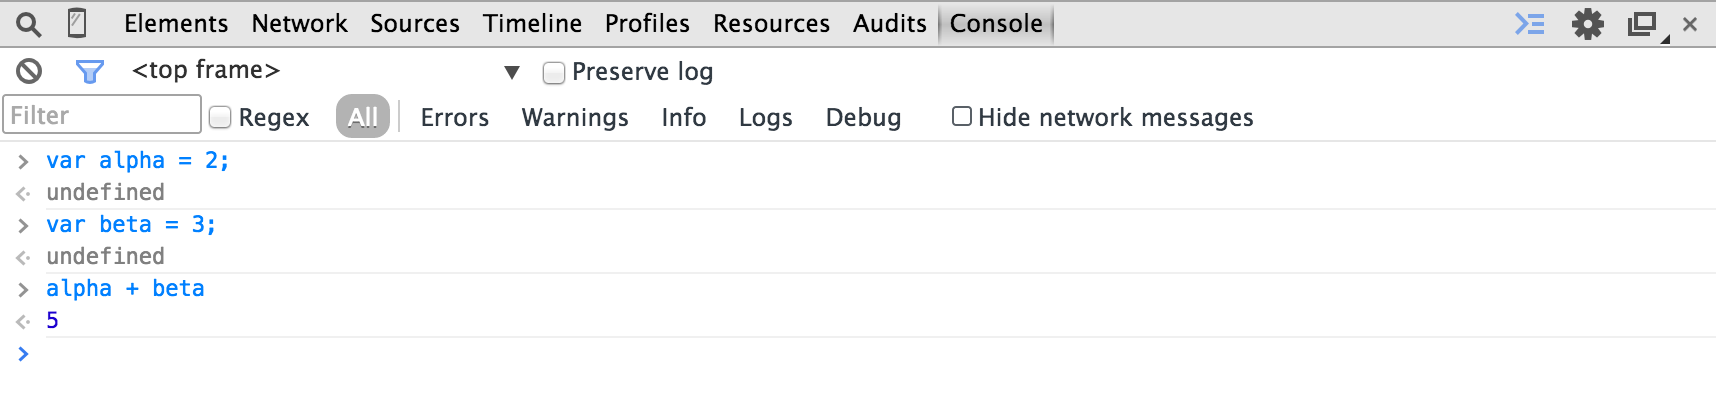 Elements Network Sources Timeline Profiles Resources Audits Console
<top frame> ▼ Preserve log
Filter Regex All Errors Warnings Info Logs Debug Hide network messages
> var alpha = 2;
<· undefined
> var beta = 3;
<· undefined
> alpha + beta
<· 5
>